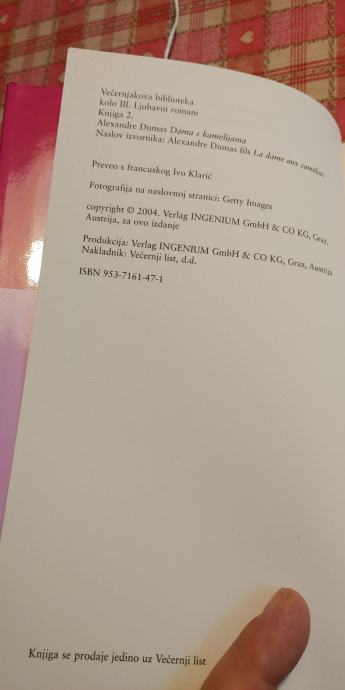 Večernjakova biblioteka
kolo III. Ljubavni romani
Knjiga 2.
Alexandre Dumas Dama s kamelijama
Naslov izvornika: Alexandre Dumas fils La dame aux camélias
Preveo s francuskog Ivo Klarić
Fotografija na naslovnoj stranici: Getty Images
copyright © 2004. Verlag INGENIUM GmbH & CO KG, Graz,
Austrija, za ovo izdanje
Produkcija: Verlag INGENIUM GmbH & CO KG, Graz, Austrija
Nakladnik: Večernji list, d.d.
ISBN 953-7161-47-1
Knjiga se prodaje jedino uz Večernji list